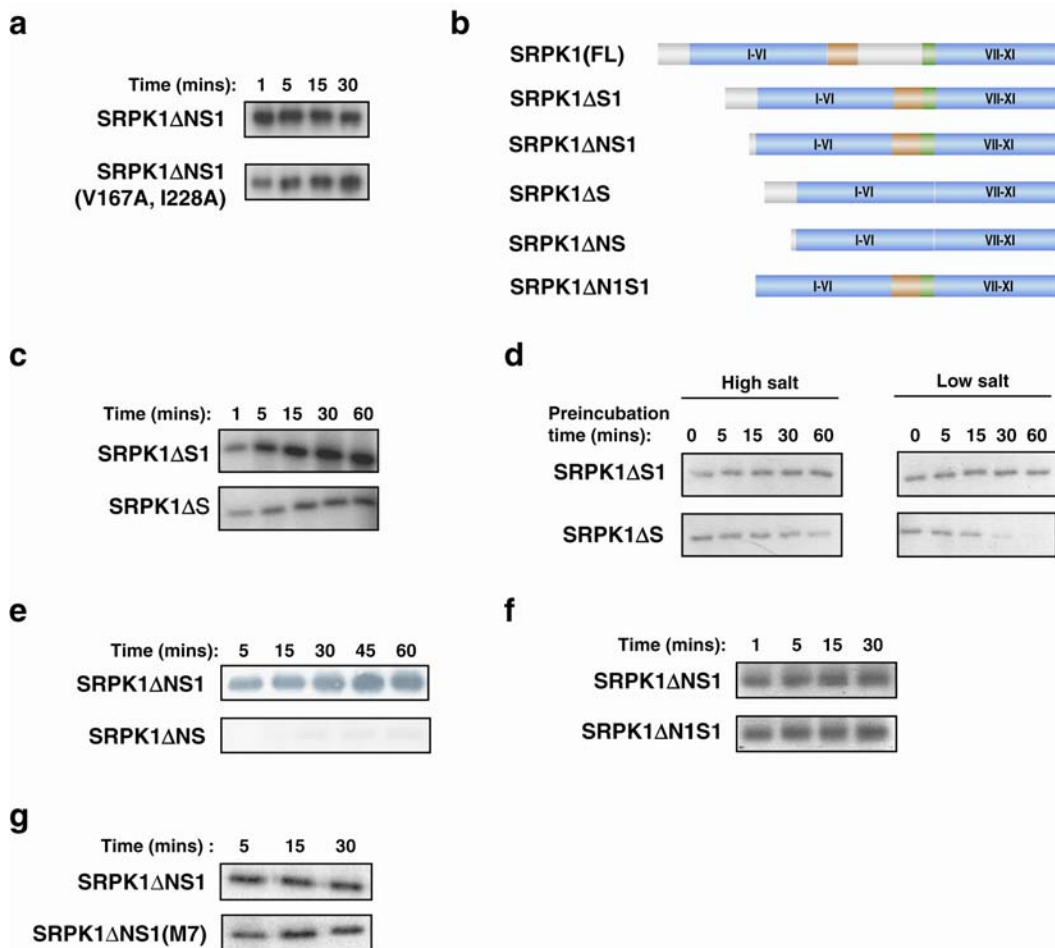 a
Time (mins): 1 5 15 30
SRPK1ΔNS1
SRPK1ΔNS1
(V167A, I228A)
b
SRPK1(FL) I-VI VII-XI
SRPK1ΔS1 I-VI VII-XI
SRPK1ΔNS1 I-VI VII-XI
SRPK1ΔS I-VI VII-XI
SRPK1ΔNS I-VI VII-XI
SRPK1ΔN1S1 I-VI VII-XI
c
Time (mins): 1 5 15 30 60
SRPK1ΔS1
SRPK1ΔS
d
High salt Low salt
Preincubation
time (mins): 0 5 15 30 60 0 5 15 30 60
SRPK1ΔS1
SRPK1ΔS
e
Time (mins): 5 15 30 45 60
SRPK1ΔNS1
SRPK1ΔNS
f
Time (mins): 1 5 15 30
SRPK1ΔNS1
SRPK1ΔN1S1
g
Time (mins) : 5 15 30
SRPK1ΔNS1
SRPK1ΔNS1(M7)